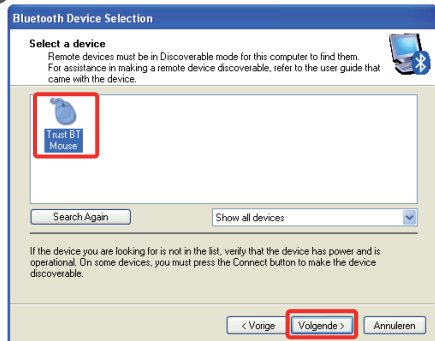 Bluetooth Device Selection
Select a device
Remote devices must be in Discoverable mode for this computer to find them.
For assistance in making a remote device discoverable, refer to the user guide that
came with the device.
Trust BT
Mouse
Search Again
Show all devices
If the device you are looking for is not in the list, verify that the device has power and is
operational. On some devices, you must press the Connect button to make the device
discoverable.
< Vorige
Volgende >
Annuleren